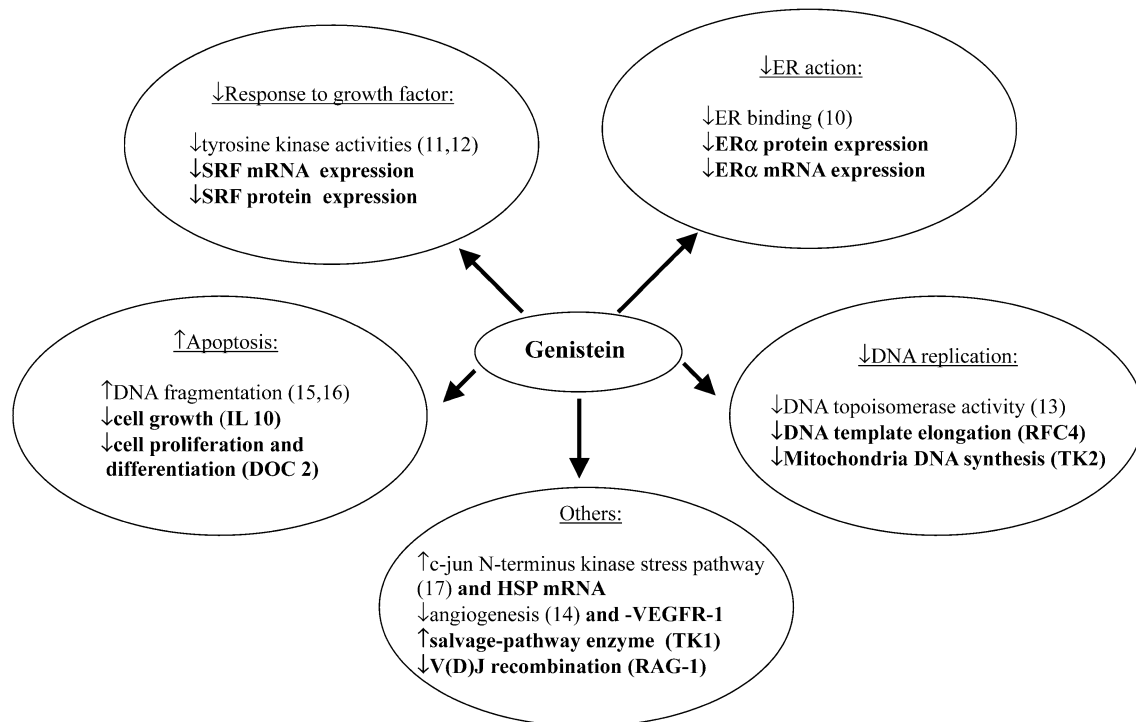 ↓Response to growth factor:
↓tyrosine kinase activities (11,12)
↓SRF mRNA expression
↓SRF protein expression
↓ER action:
↓ER binding (10)
↓ERα protein expression
↓ERα mRNA expression
Genistein
↑Apoptosis:
↑DNA fragmentation (15,16)
↓cell growth (IL 10)
↓cell proliferation and
differentiation (DOC 2)
↓DNA replication:
↓DNA topoisomerase activity (13)
↓DNA template elongation (RFC4)
↓Mitochondria DNA synthesis (TK2)
Others:
↑c-jun N-terminus kinase stress pathway
(17) and HSP mRNA
↓angiogenesis (14) and -VEGFR-1
↑salvage-pathway enzyme (TK1)
↓V(D)J recombination (RAG-1)